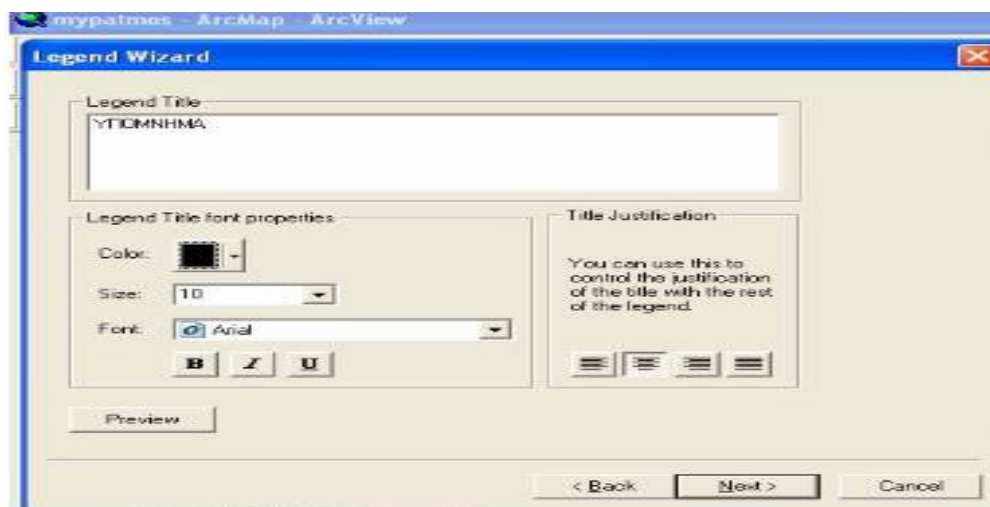 mypatmos - ArcMap - ArcView
Legend Wizard
Legend Title
ΥΠΟΜΝΗΜΑ
Legend Title font properties
Color:
Size: 10
Font: Arial
B I U
Title Justification
You can use this to
control the justification
of the title with the rest
of the legend.
Preview
< Back Next > Cancel